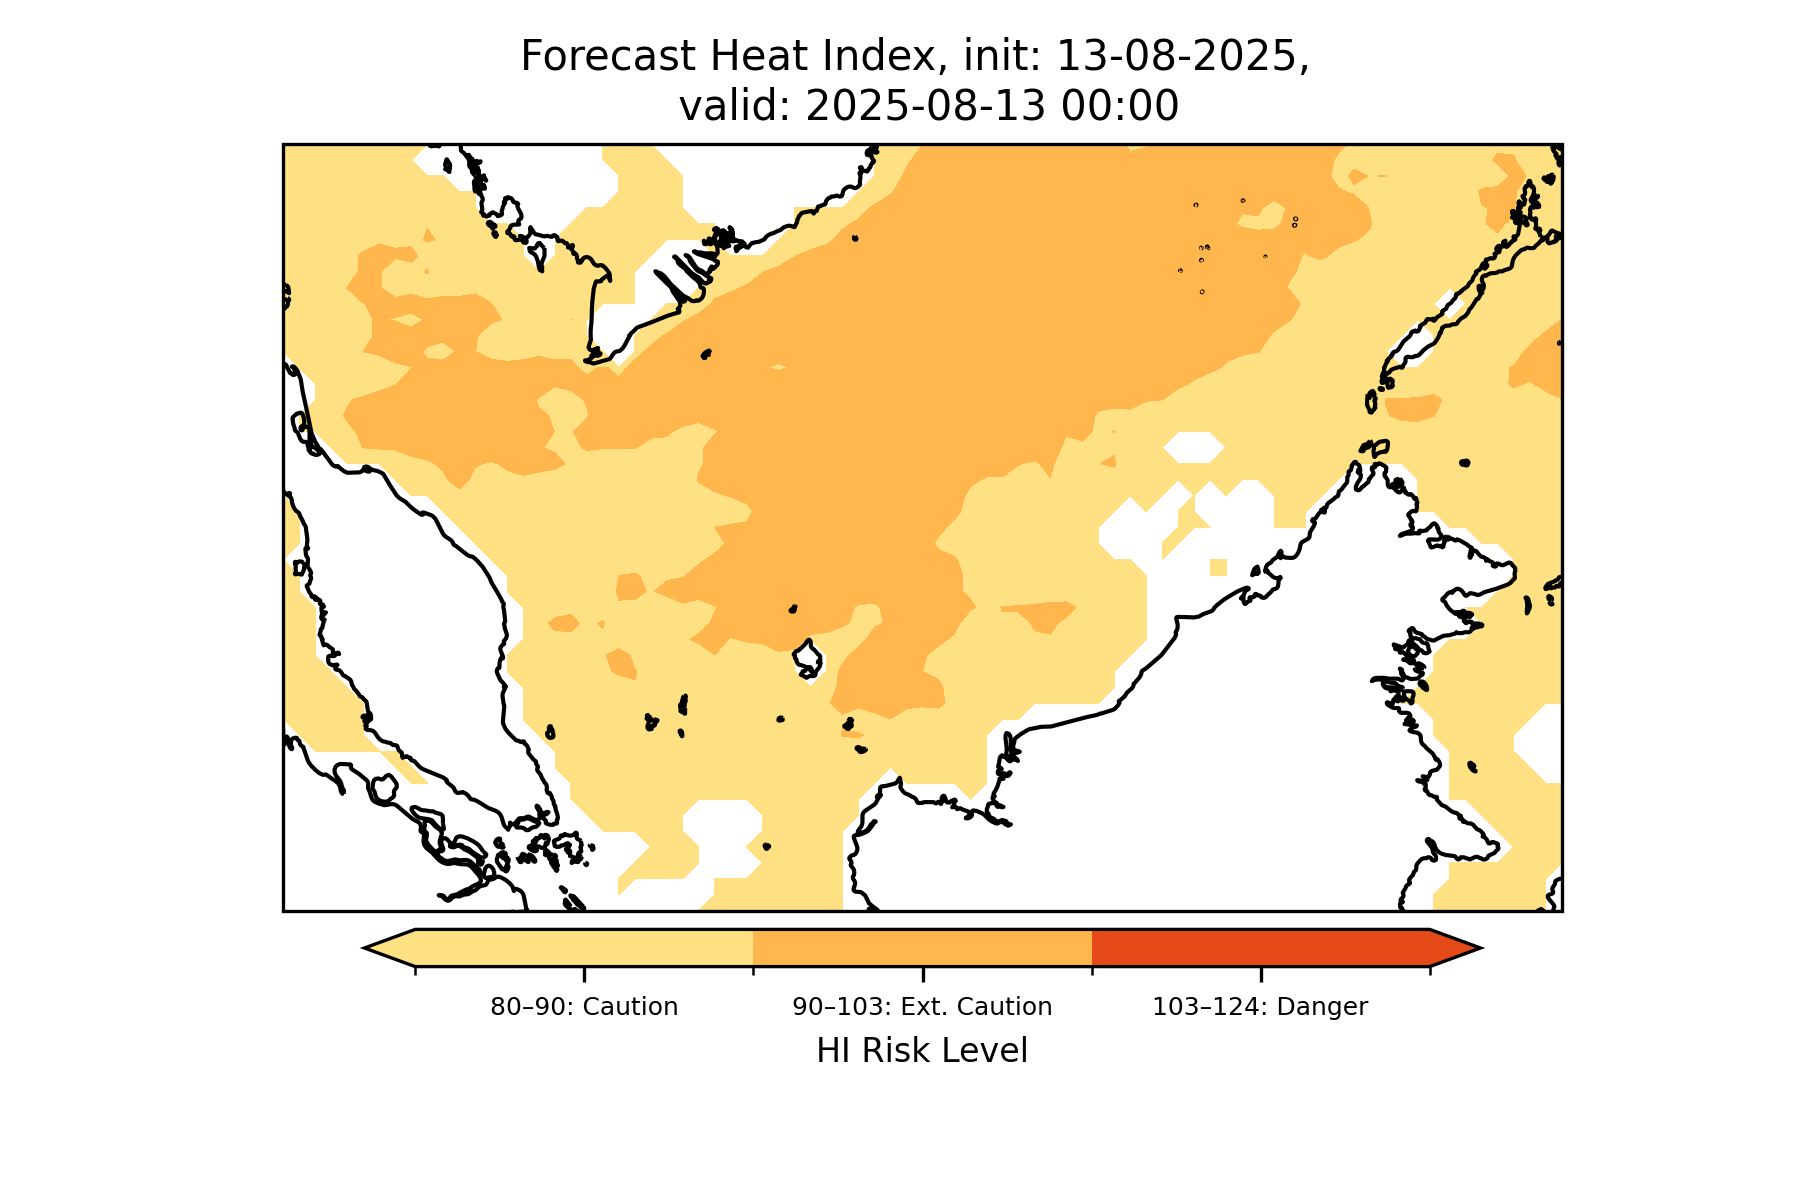 Forecast Heat Index, init: 13-08-2025,
valid: 2025-08-13 00:00
80–90: Caution
90–103: Ext. Caution
103–124: Danger
HI Risk Level